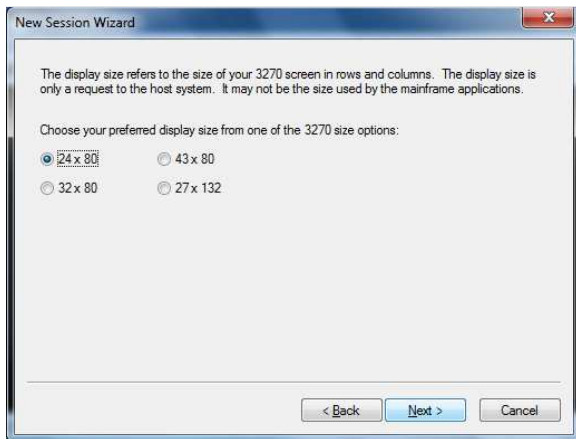 New Session Wizard
The display size refers to the size of your 3270 screen in rows and columns. The display size is
only a request to the host system. It may not be the size used by the mainframe applications.
Choose your preferred display size from one of the 3270 size options:
24 x 80 43 x 80
32 x 80 27 x 132
< Back Next > Cancel